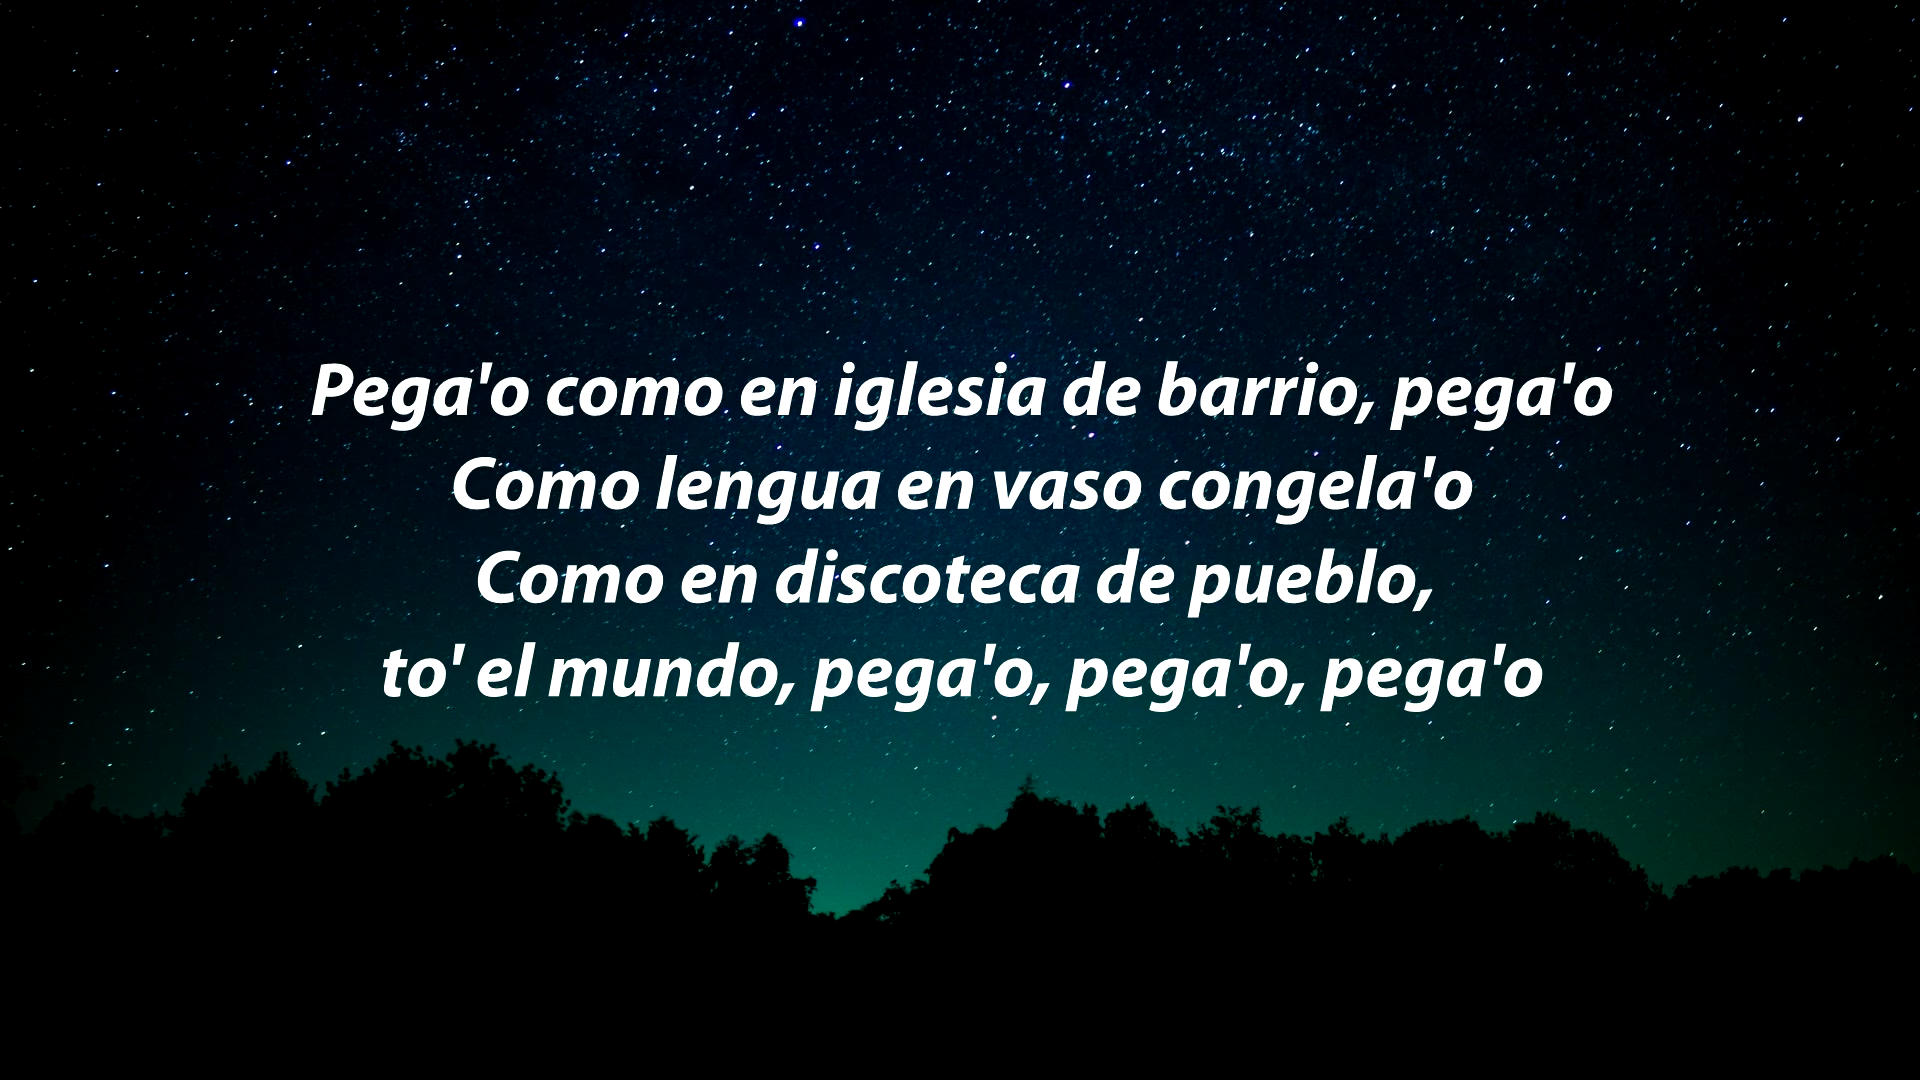 Pega'o como en iglesia de barrio, pega'o
Como lengua en vaso congela'o
Como en discoteca de pueblo,
to' el mundo, pega'o, pega'o, pega'o